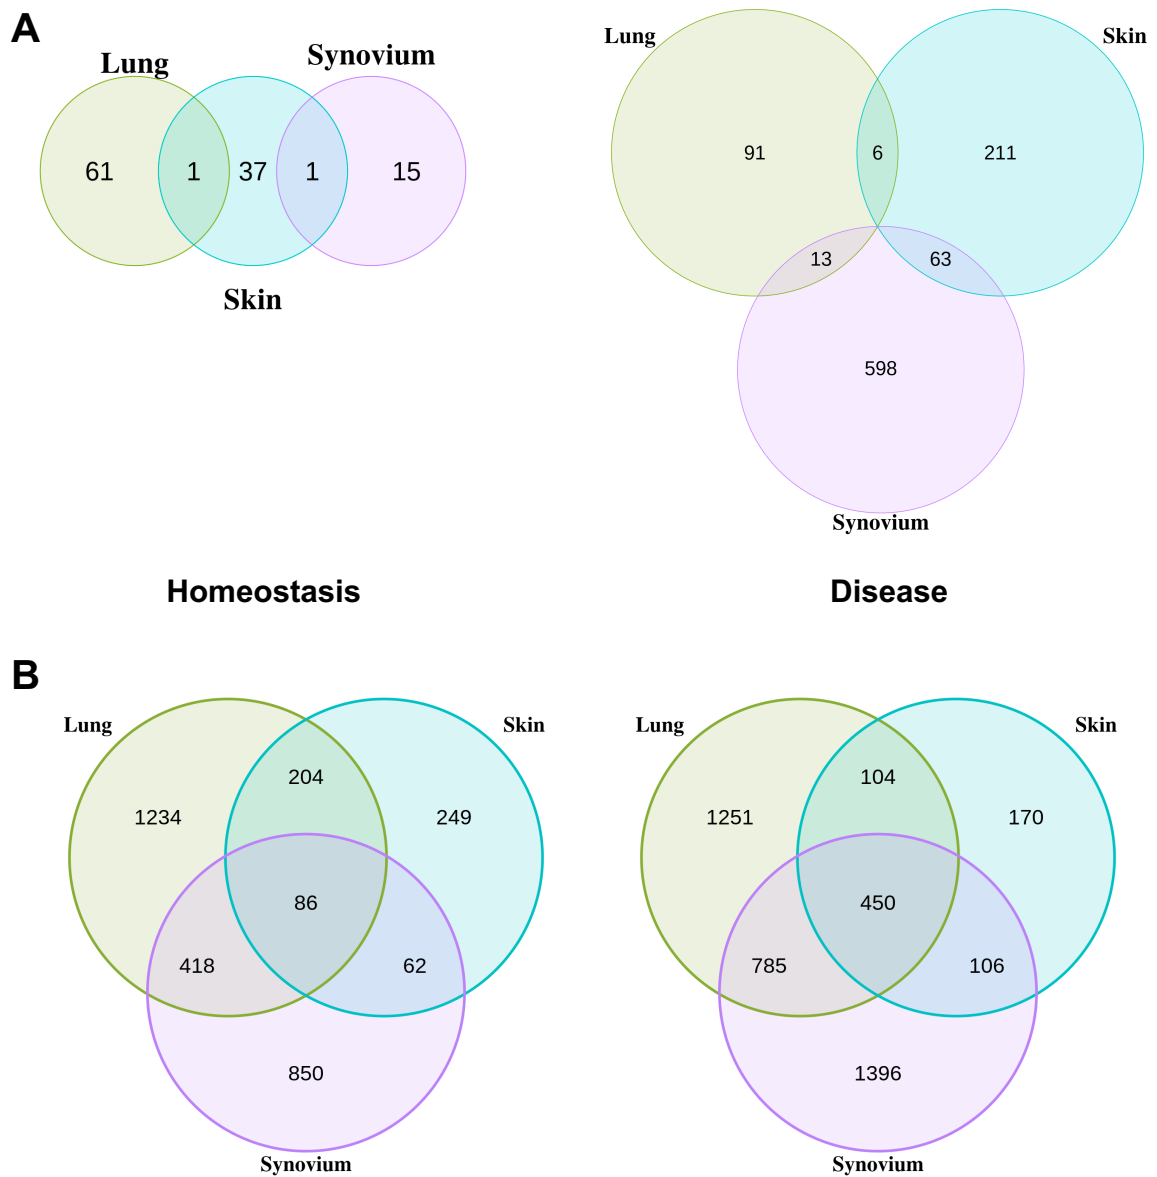 A
Lung
Synovium
61
1
37
1
15
Skin
Lung
Skin
91
6
211
13
63
598
Synovium
Homeostasis
Disease
B
Lung
Skin
204
1234
249
86
418
62
850
Synovium
Lung
Skin
104
1251
170
450
785
106
1396
Synovium